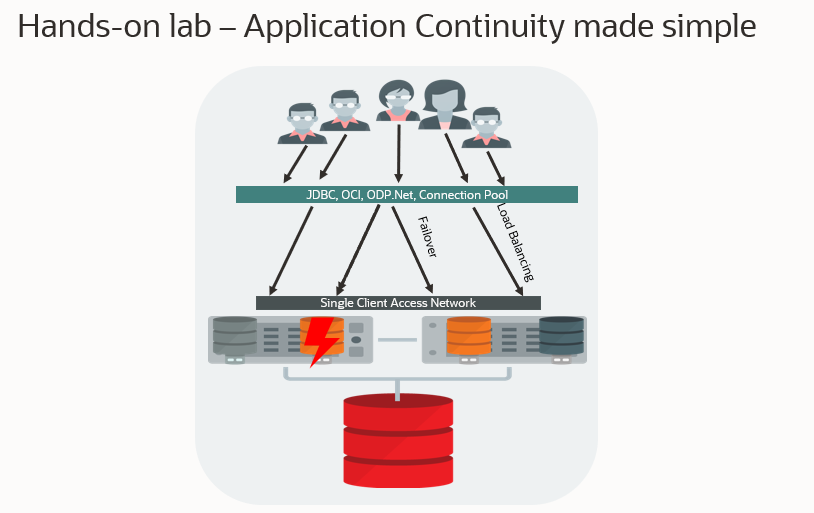 Hands-on lab – Application Continuity made simple
JDBC, OCI, ODP.Net, Connection Pool
Failover
Load Balancing
Single Client Access Network